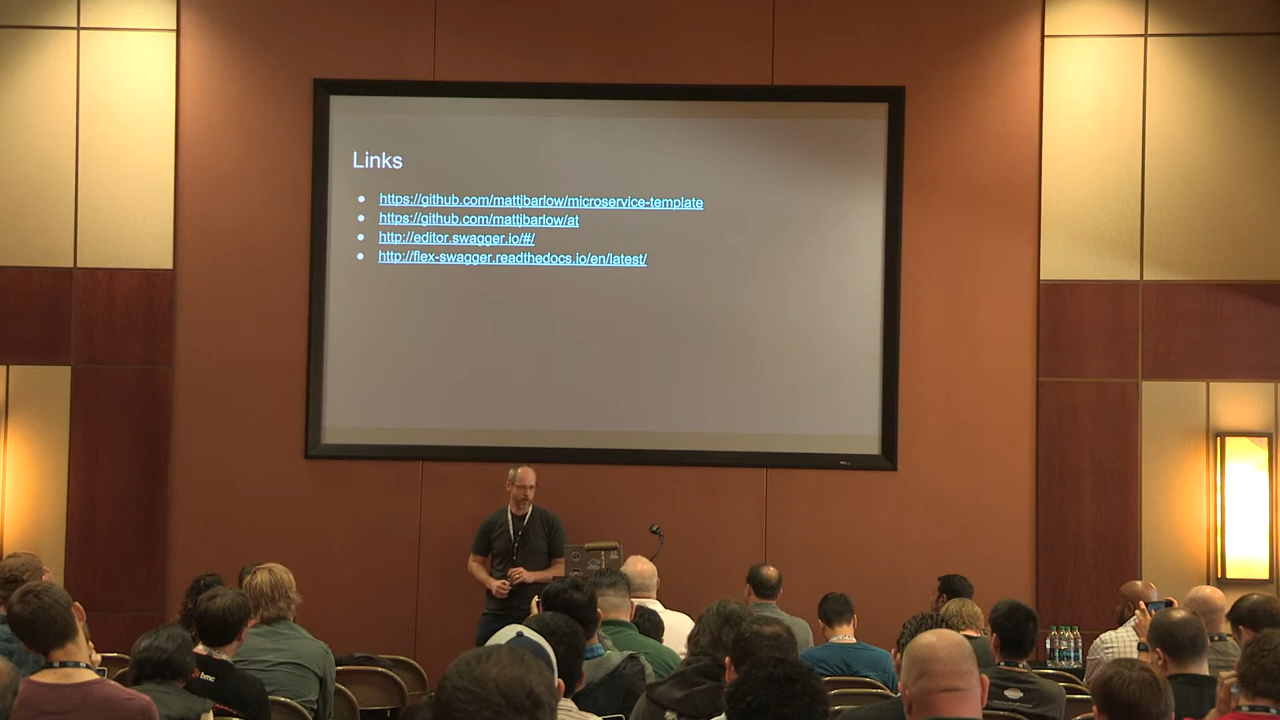 Links
https://github.com/mattjbarlow/microservice-template
https://github.com/mattjbarlow/at
http://editor.swagger.io/#/
http://flex-swagger.readthedocs.io/en/latest/
bmc